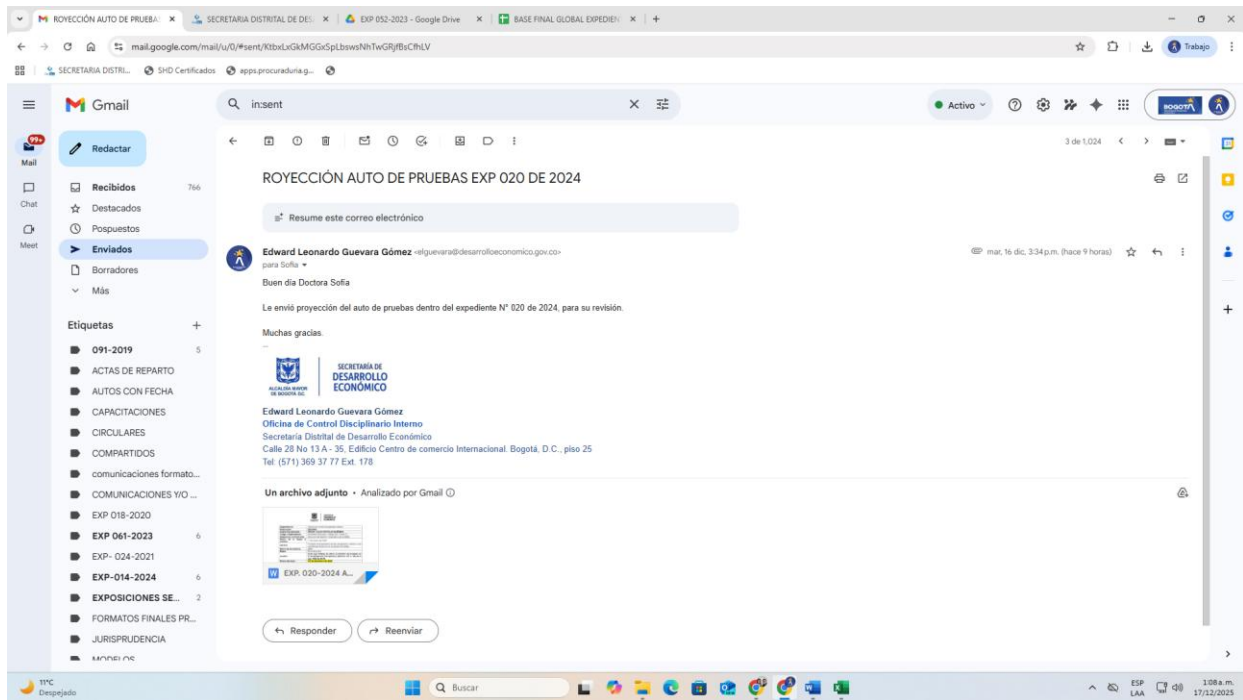 ROYECCIÓN AUTO DE PRUEBA:
SECRETARIA DISTRITAL DE DES.
EXP 052-2023 - Google Drive
BASE FINAL GLOBAL EXPEDIEN
mail.google.com/mail/u/0/#sent/KtbxLxGkMGGxSpLbswsNhTwGRjfBsCfhLV
Trabajo
SECRETARIA DISTRI...
SHD Certificados
apps.procuraduria.g...
Gmail
in:sent
Activo
BOGOTÁ
99+
Mail
Chat
Meet
Redactar
Recibidos 766
Destacados
Pospuestos
Enviados
Borradores
Más
Etiquetas
091-2019 5
ACTAS DE REPARTO
AUTOS CON FECHA
CAPACITACIONES
CIRCULARES
COMPARTIDOS
comunicaciones formato...
COMUNICACIONES Y/O ...
EXP 018-2020
EXP 061-2023 6
EXP- 024-2021
EXP-014-2024 6
EXPOSICIONES SE... 2
FORMATOS FINALES PR...
JURISPRUDENCIA
MODELOS
3 de 1,024
ROYECCIÓN AUTO DE PRUEBAS EXP 020 DE 2024
Resume este correo electrónico
Edward Leonardo Guevara Gómez <elguevara@desarrolloeconomico.gov.co>
mar, 16 dic, 3:34 p.m. (hace 9 horas)
para Sofia
Buen día Doctora Sofía
Le envió proyección del auto de pruebas dentro del expediente N° 020 de 2024, para su revisión.
Muchas gracias.
--
ALCALDÍA MAYOR
DE BOGOTÁ D.C.
SECRETARÍA DE
DESARROLLO
ECONÓMICO
Edward Leonardo Guevara Gómez
Oficina de Control Disciplinario Interno
Secretaría Distrital de Desarrollo Económico
Calle 28 No 13 A - 35, Edificio Centro de comercio Internacional. Bogotá, D.C., piso 25
Tel: (571) 369 37 77 Ext. 178
Un archivo adjunto • Analizado por Gmail
W EXP. 020-2024 A...
Responder
Reenviar
11°C
Despejado
Buscar
ESP
LAA
1:08 a.m.
17/12/2025